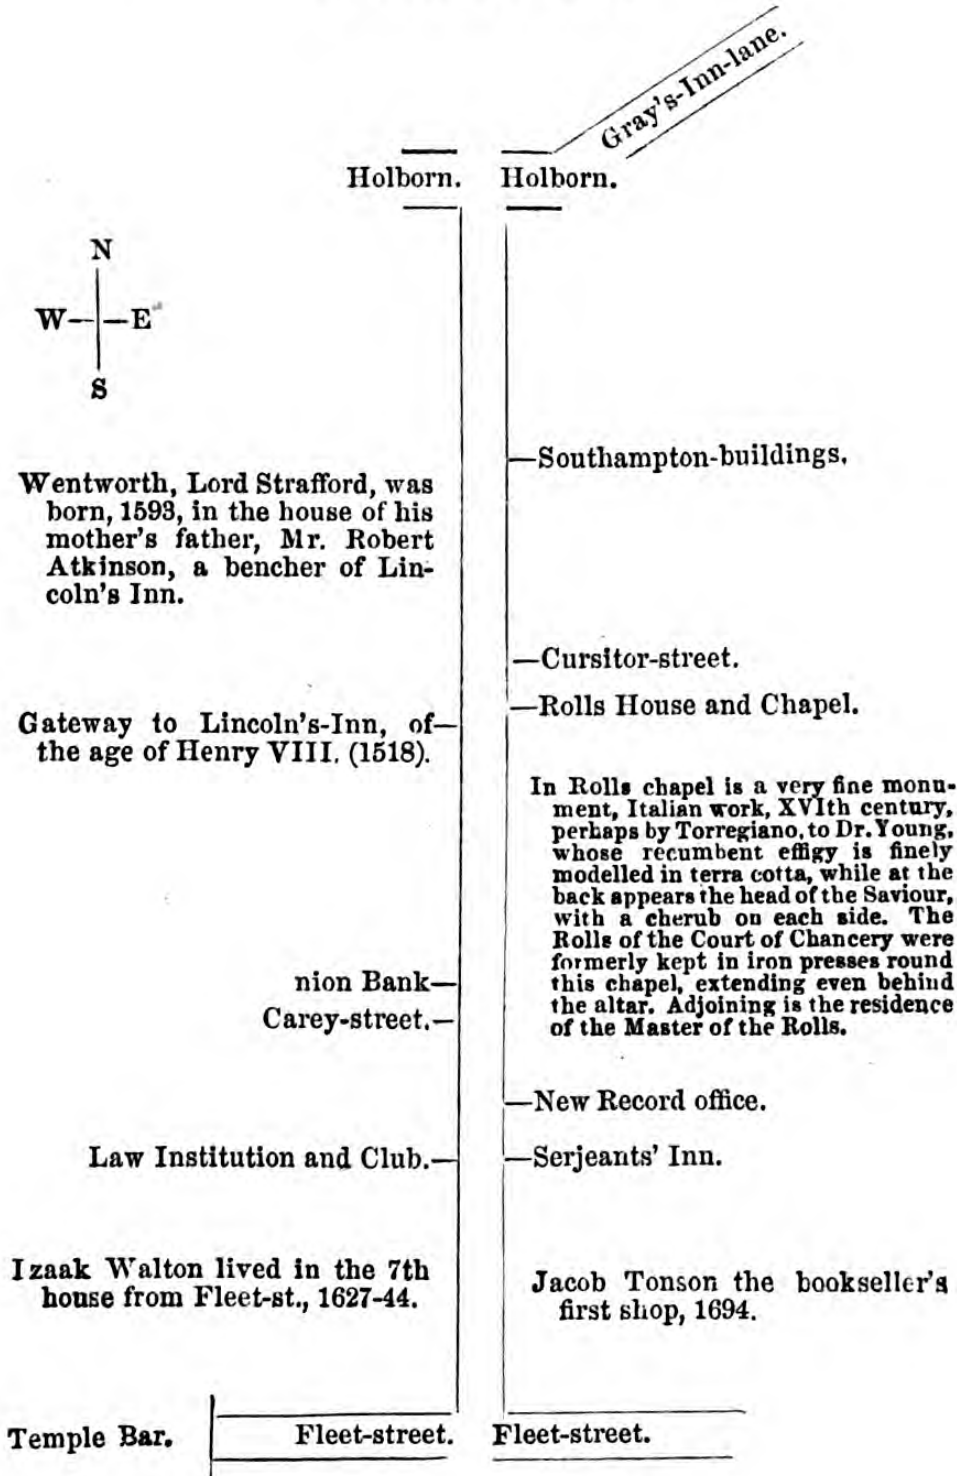 Gray's-Inn-lane.
Holborn. Holborn.
N
W E
S
Southampton-buildings.
Wentworth, Lord Strafford, was
born, 1593, in the house of his
mother's father, Mr. Robert
Atkinson, a bencher of Lin-
coln's Inn.
Cursitor-street.
Rolls House and Chapel.
Gateway to Lincoln's-Inn, of
the age of Henry VIII. (1518).
In Rolls chapel is a very fine monu-
ment, Italian work, XVIth century,
perhaps by Torregiano, to Dr. Young,
whose recumbent effigy is finely
modelled in terra cotta, while at the
back appears the head of the Saviour,
with a cherub on each side. The
Rolls of the Court of Chancery were
formerly kept in iron presses round
this chapel, extending even behind
the altar. Adjoining is the residence
of the Master of the Rolls.
nion Bank
Carey-street.
New Record office.
Law Institution and Club.
Serjeants' Inn.
Izaak Walton lived in the 7th
house from Fleet-st., 1627-44.
Jacob Tonson the bookseller's
first shop, 1694.
Temple Bar. Fleet-street. Fleet-street.